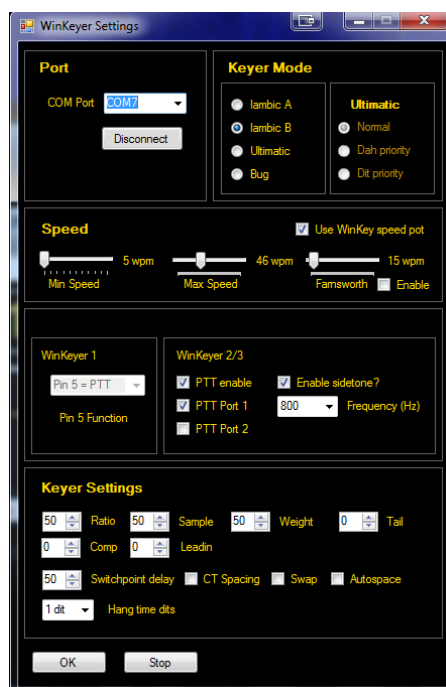 WinKeyer Settings
Port
COM Port COM7
Disconnect
Keyer Mode
Iambic A
Iambic B
Ultimatic
Bug
Ultimatic
Normal
Dah priority
Dit priority
Speed
Use WinKey speed pot
5 wpm 46 wpm 15 wpm
Min Speed Max Speed Farnsworth Enable
WinKeyer 1
Pin 5 = PTT
Pin 5 Function
WinKeyer 2/3
PTT enable Enable sidetone?
PTT Port 1 800 Frequency (Hz)
PTT Port 2
Keyer Settings
50 Ratio 50 Sample 50 Weight 0 Tail
0 Comp 0 Leadin
50 Switchpoint delay CT Spacing Swap Autospace
1 dit Hang time dits
OK Stop